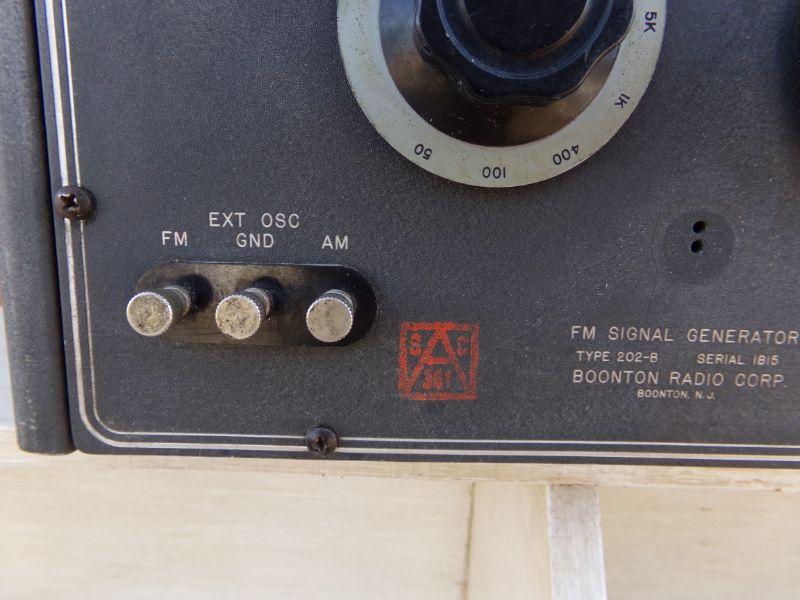 5K
1K
400
100
50
EXT OSC
FM GND AM
S A C
361
FM SIGNAL GENERATOR
TYPE 202-B SERIAL 1815
BOONTON RADIO CORP.
BOONTON, N.J.